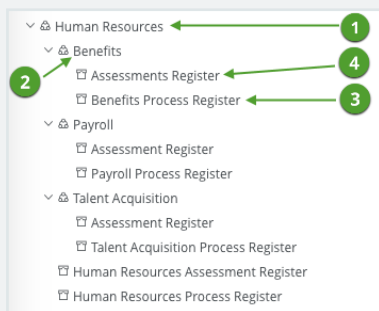 Human Resources 1
Benefits
2 Assessments Register 4
Benefits Process Register 3
Payroll
Assessment Register
Payroll Process Register
Talent Acquisition
Assessment Register
Talent Acquisition Process Register
Human Resources Assessment Register
Human Resources Process Register